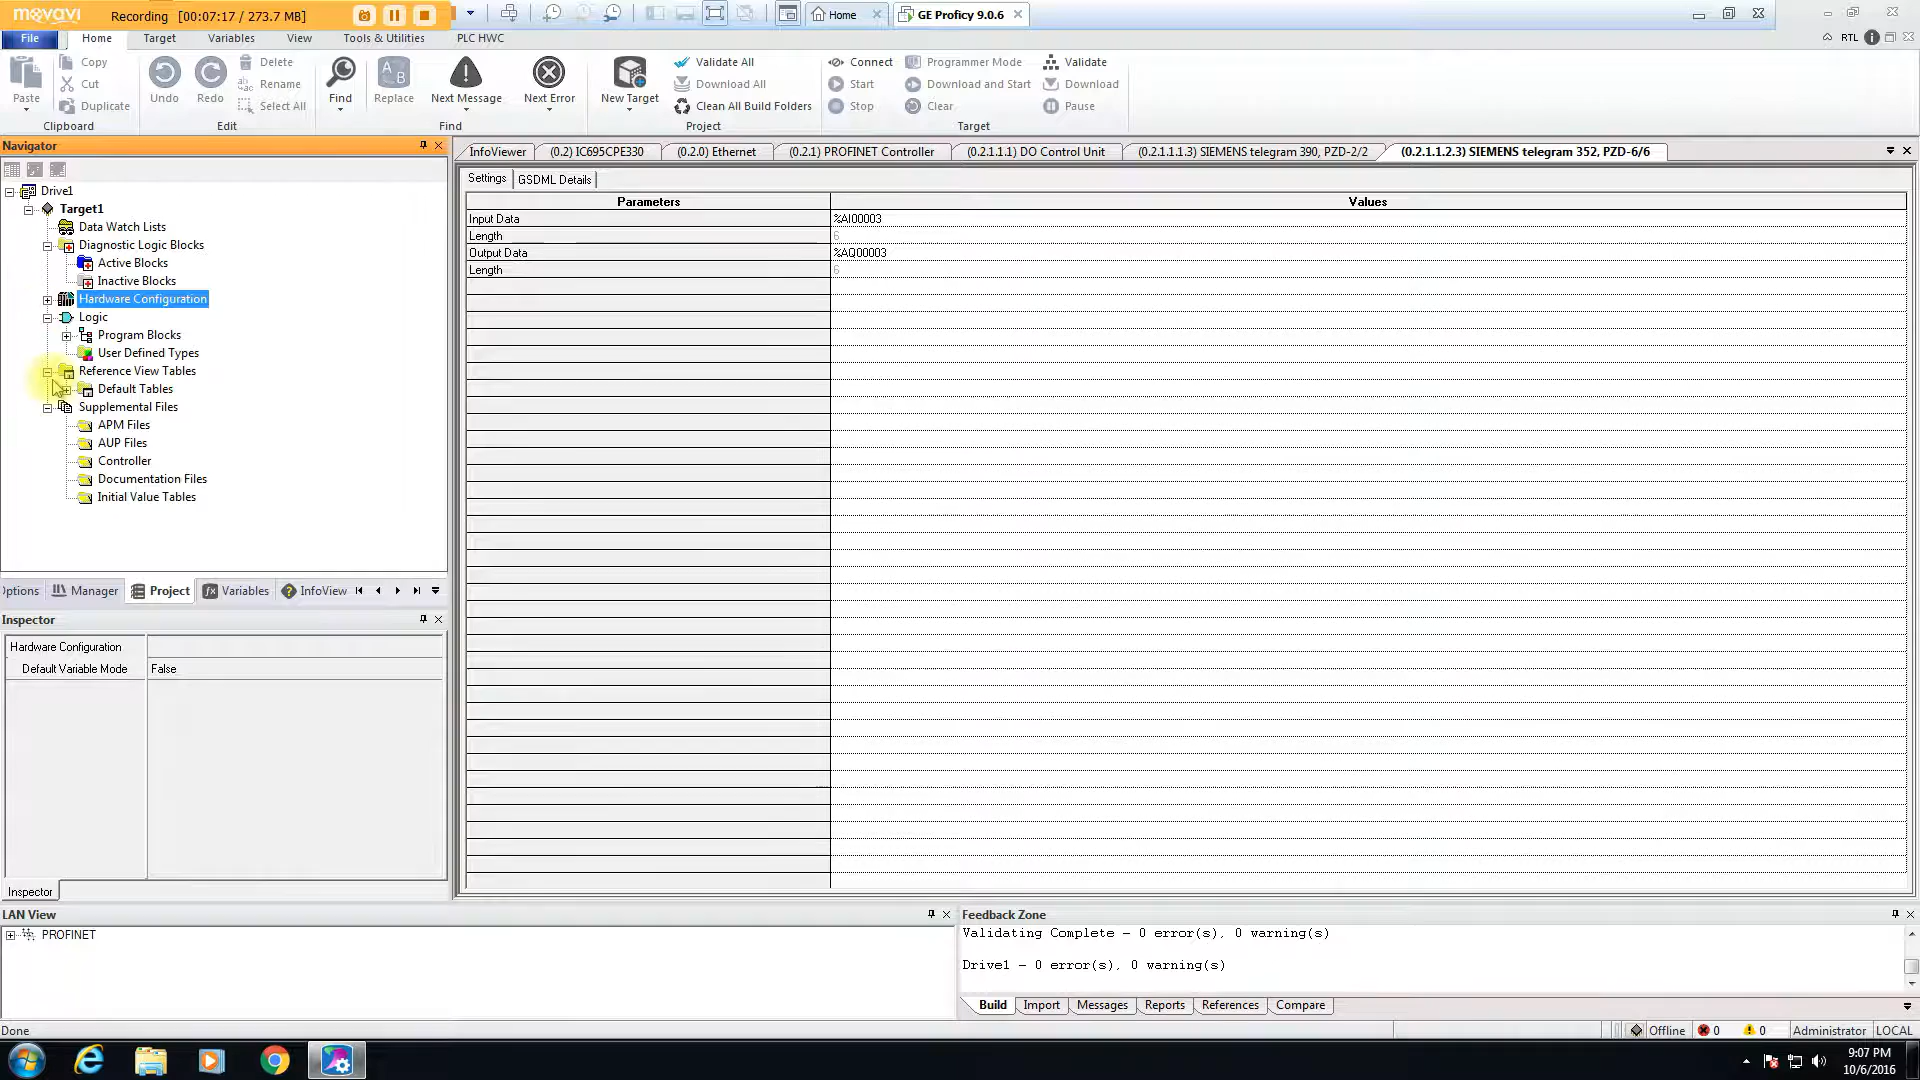 movavi Recording [00:07:17 / 273.7 MB]
Home
GE Proficy 9.0.6
File Home Target Variables View Tools & Utilities PLC HWC
RTL
Paste
Copy
Cut
Duplicate
Clipboard
Undo
Redo
Delete
Rename
Select All
Edit
Find
Replace
Next Message
Next Error
Find
New Target
Validate All
Download All
Clean All Build Folders
Project
Connect
Start
Stop
Programmer Mode
Download and Start
Clear
Validate
Download
Pause
Target
Navigator
Drive1
Target1
Data Watch Lists
Diagnostic Logic Blocks
Active Blocks
Inactive Blocks
Hardware Configuration
Logic
Program Blocks
User Defined Types
Reference View Tables
Default Tables
Supplemental Files
APM Files
AUP Files
Controller
Documentation Files
Initial Value Tables
Options Manager Project Variables InfoView
Inspector
Hardware Configuration
Default Variable Mode False
Inspector
InfoViewer (0.2) IC695CPE330 (0.2.0) Ethernet (0.2.1) PROFINET Controller (0.2.1.1.1) DO Control Unit (0.2.1.1.1.3) SIEMENS telegram 390, PZD-2/2 (0.2.1.1.2.3) SIEMENS telegram 352, PZD-6/6
Settings GSDML Details
Parameters Values
Input Data %AI00003
Length 6
Output Data %AQ00003
Length 6
LAN View
PROFINET
Feedback Zone
Validating Complete - 0 error(s), 0 warning(s)
Drive1 - 0 error(s), 0 warning(s)
Build Import Messages Reports References Compare
Done
Offline 0 0 Administrator LOCAL
9:07 PM
10/6/2016